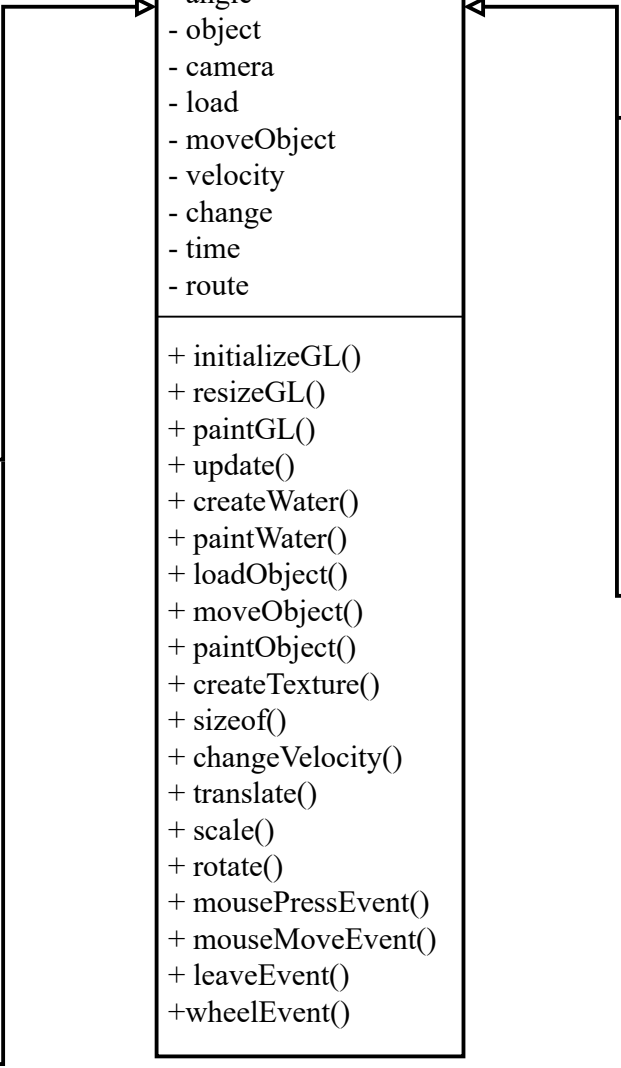 angle
- object
- camera
- load
- moveObject
- velocity
- change
- time
- route
+ initializeGL()
+ resizeGL()
+ paintGL()
+ update()
+ createWater()
+ paintWater()
+ loadObject()
+ moveObject()
+ paintObject()
+ createTexture()
+ sizeof()
+ changeVelocity()
+ translate()
+ scale()
+ rotate()
+ mousePressEvent()
+ mouseMoveEvent()
+ leaveEvent()
+wheelEvent()